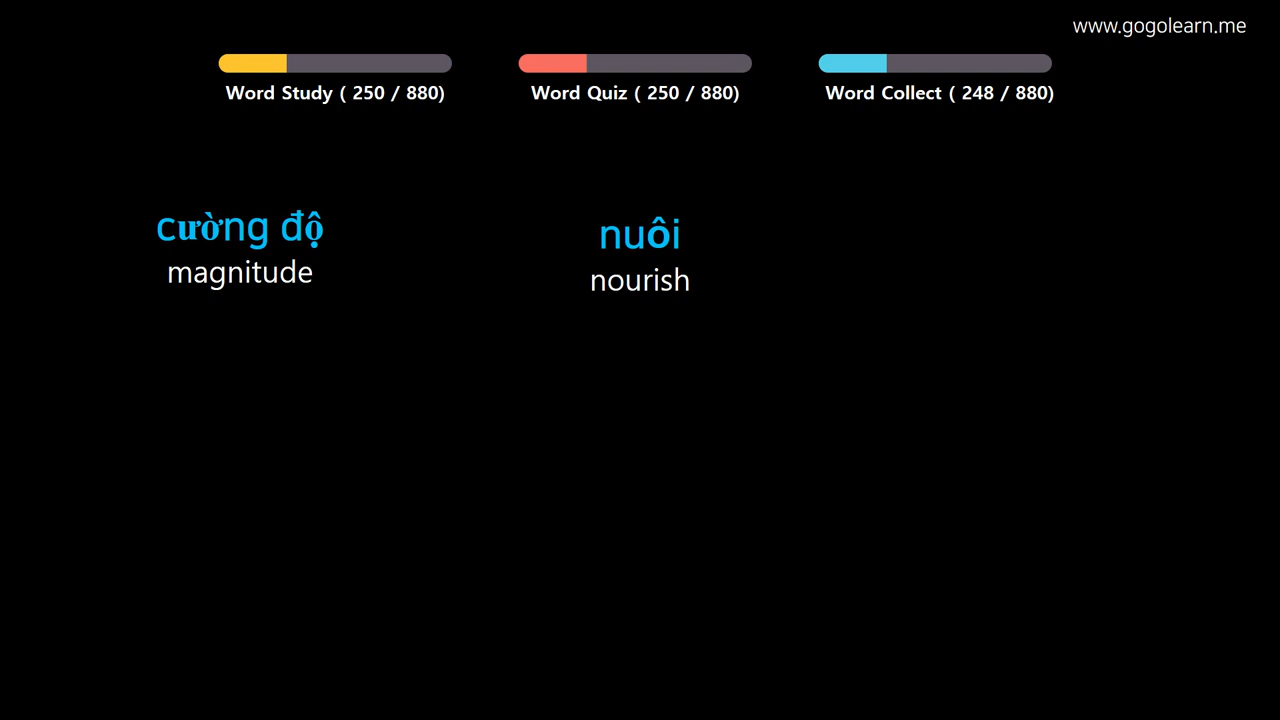 www.gogolearn.me
Word Study ( 250 / 880)
Word Quiz ( 250 / 880)
Word Collect ( 248 / 880)
cường độ
magnitude
nuôi
nourish